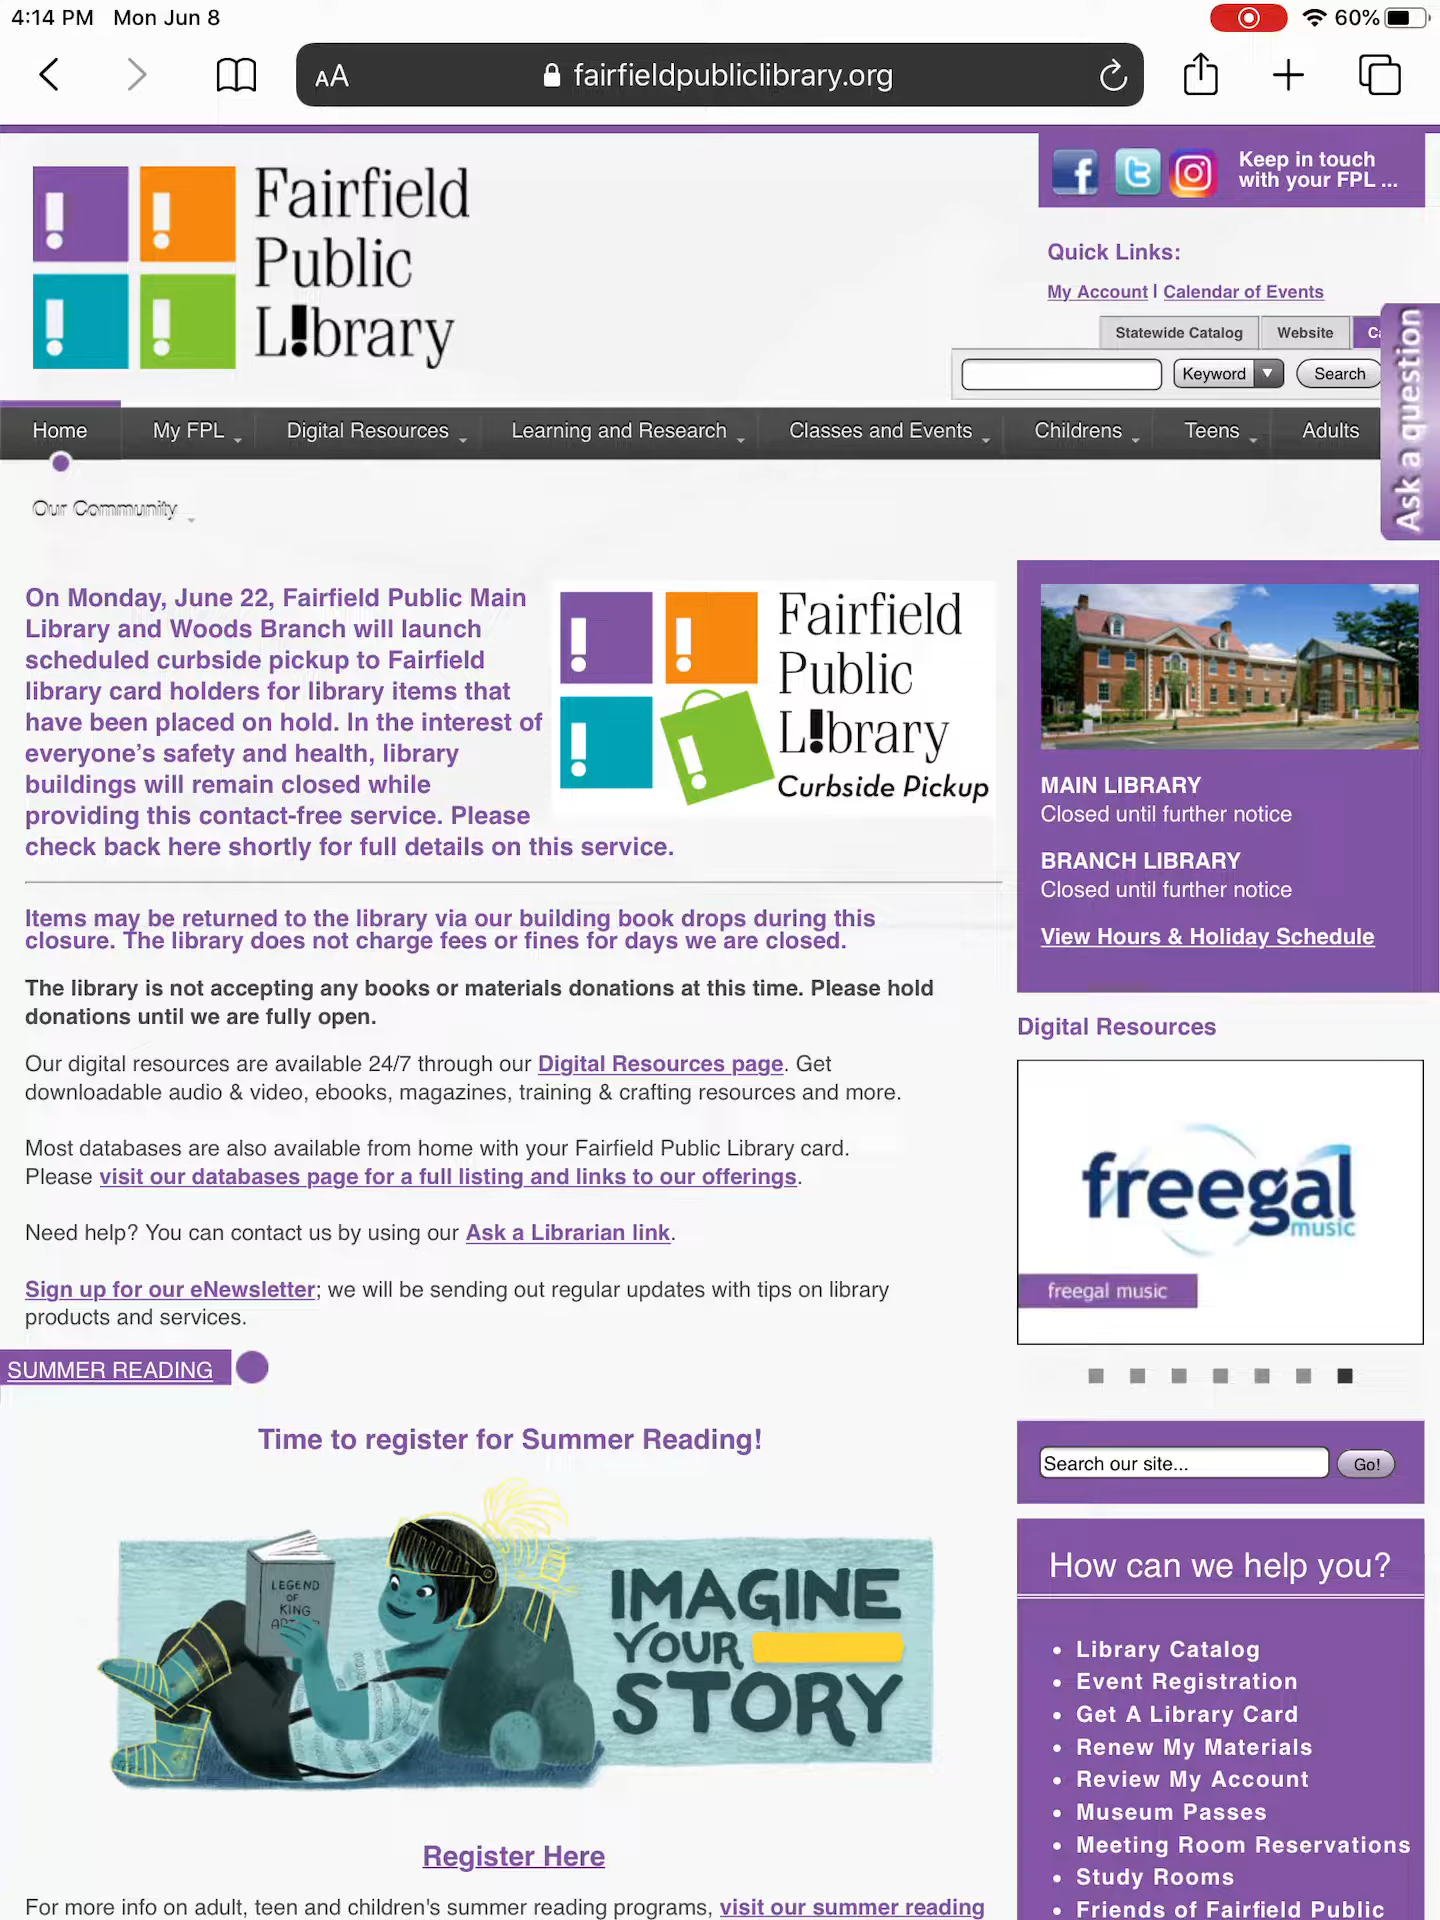 4:14 PM Mon Jun 8
60%
AA
fairfieldpubliclibrary.org
Fairfield
Public
L!brary
Keep in touch
with your FPL ...
Quick Links:
My Account | Calendar of Events
Statewide Catalog Website
Keyword Search
Ask a question
Home My FPL Digital Resources Learning and Research Classes and Events Childrens Teens Adults
Our Community
On Monday, June 22, Fairfield Public Main
Library and Woods Branch will launch
scheduled curbside pickup to Fairfield
library card holders for library items that
have been placed on hold. In the interest of
everyone’s safety and health, library
buildings will remain closed while
providing this contact-free service. Please
check back here shortly for full details on this service.
Fairfield
Public
L!brary
Curbside Pickup
Items may be returned to the library via our building book drops during this
closure. The library does not charge fees or fines for days we are closed.
The library is not accepting any books or materials donations at this time. Please hold
donations until we are fully open.
Our digital resources are available 24/7 through our Digital Resources page. Get
downloadable audio & video, ebooks, magazines, training & crafting resources and more.
Most databases are also available from home with your Fairfield Public Library card.
Please visit our databases page for a full listing and links to our offerings.
Need help? You can contact us by using our Ask a Librarian link.
Sign up for our eNewsletter; we will be sending out regular updates with tips on library
products and services.
SUMMER READING
Time to register for Summer Reading!
LEGEND
OF
KING
IMAGINE
YOUR
STORY
Register Here
For more info on adult, teen and children's summer reading programs, visit our summer reading
MAIN LIBRARY
Closed until further notice
BRANCH LIBRARY
Closed until further notice
View Hours & Holiday Schedule
Digital Resources
freegal
music
freegal music
Search our site...
Go!
How can we help you?
• Library Catalog
• Event Registration
• Get A Library Card
• Renew My Materials
• Review My Account
• Museum Passes
• Meeting Room Reservations
• Study Rooms
• Friends of Fairfield Public